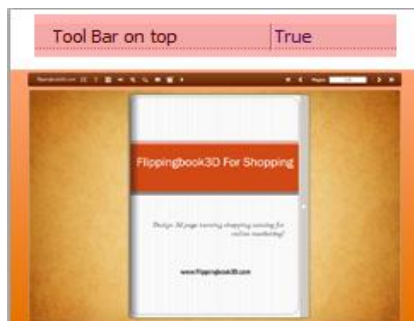 Tool Bar on top True
Pages
Flippingbook3D For Shopping
Design 3d page turning shopping catalog for
online marketing!
www.flippingbook3D.com